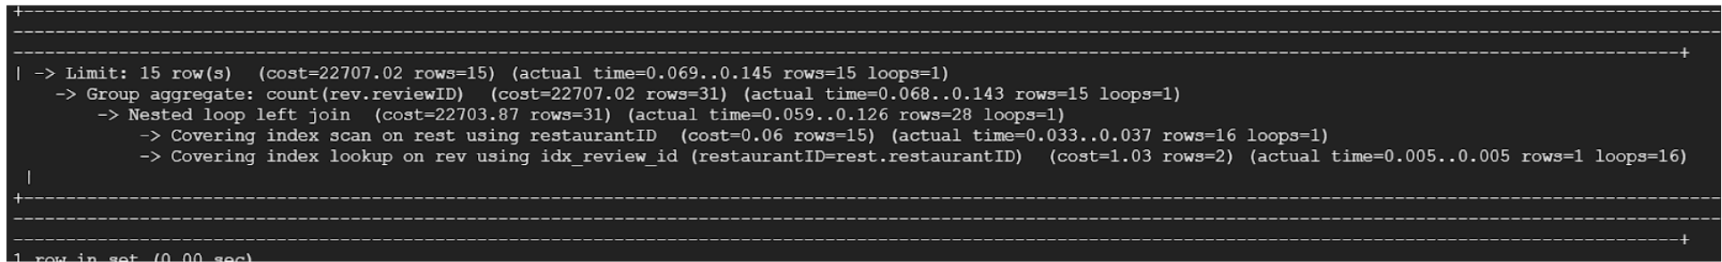 | -> Limit: 15 row(s)  (cost=22707.02 rows=15) (actual time=0.069..0.145 rows=15 loops=1)
    -> Group aggregate: count(rev.reviewID)  (cost=22707.02 rows=31) (actual time=0.068..0.143 rows=15 loops=1)
        -> Nested loop left join  (cost=22703.87 rows=31) (actual time=0.059..0.126 rows=28 loops=1)
            -> Covering index scan on rest using restaurantID  (cost=0.06 rows=15) (actual time=0.033..0.037 rows=16 loops=1)
            -> Covering index lookup on rev using idx_review_id (restaurantID=rest.restaurantID)  (cost=1.03 rows=2) (actual time=0.005..0.005 rows=1 loops=16)
|
1 row in set (0.00 sec)